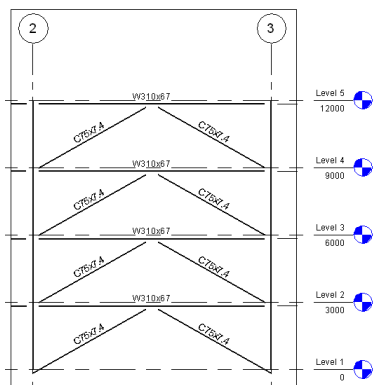 2 3
W310x67
Level 5
12000
C75x7.4 C75x7.4
W310x67
Level 4
9000
C75x7.4 C75x7.4
W310x67
Level 3
6000
C75x7.4 C75x7.4
W310x67
Level 2
3000
C75x7.4 C75x7.4
Level 1
0